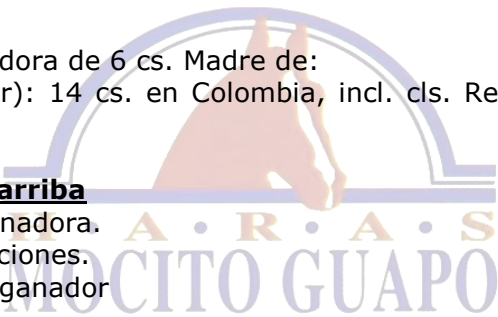 dora de 6 cs. Madre de:
r): 14 cs. en Colombia, incl. cls. Re
arriba
nadora.
H • A • R • A • S
ciones.
MOCITO GUAPO
ganador